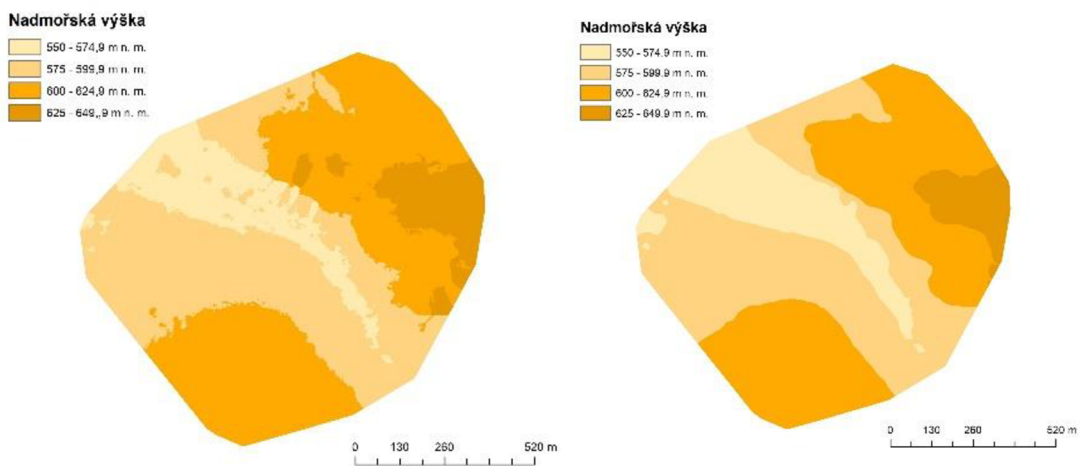 Nadmořská výška
550 - 574,9 m n. m.
575 - 599,9 m n. m.
600 - 624,9 m n. m.
625 - 649,,9 m n. m.
0 130 260 520 m
Nadmořská výška
550 - 574.9 m n. m.
575 - 599.9 m n. m.
600 - 624.9 m n. m.
625 - 649.9 m n. m.
0 130 260 520 m